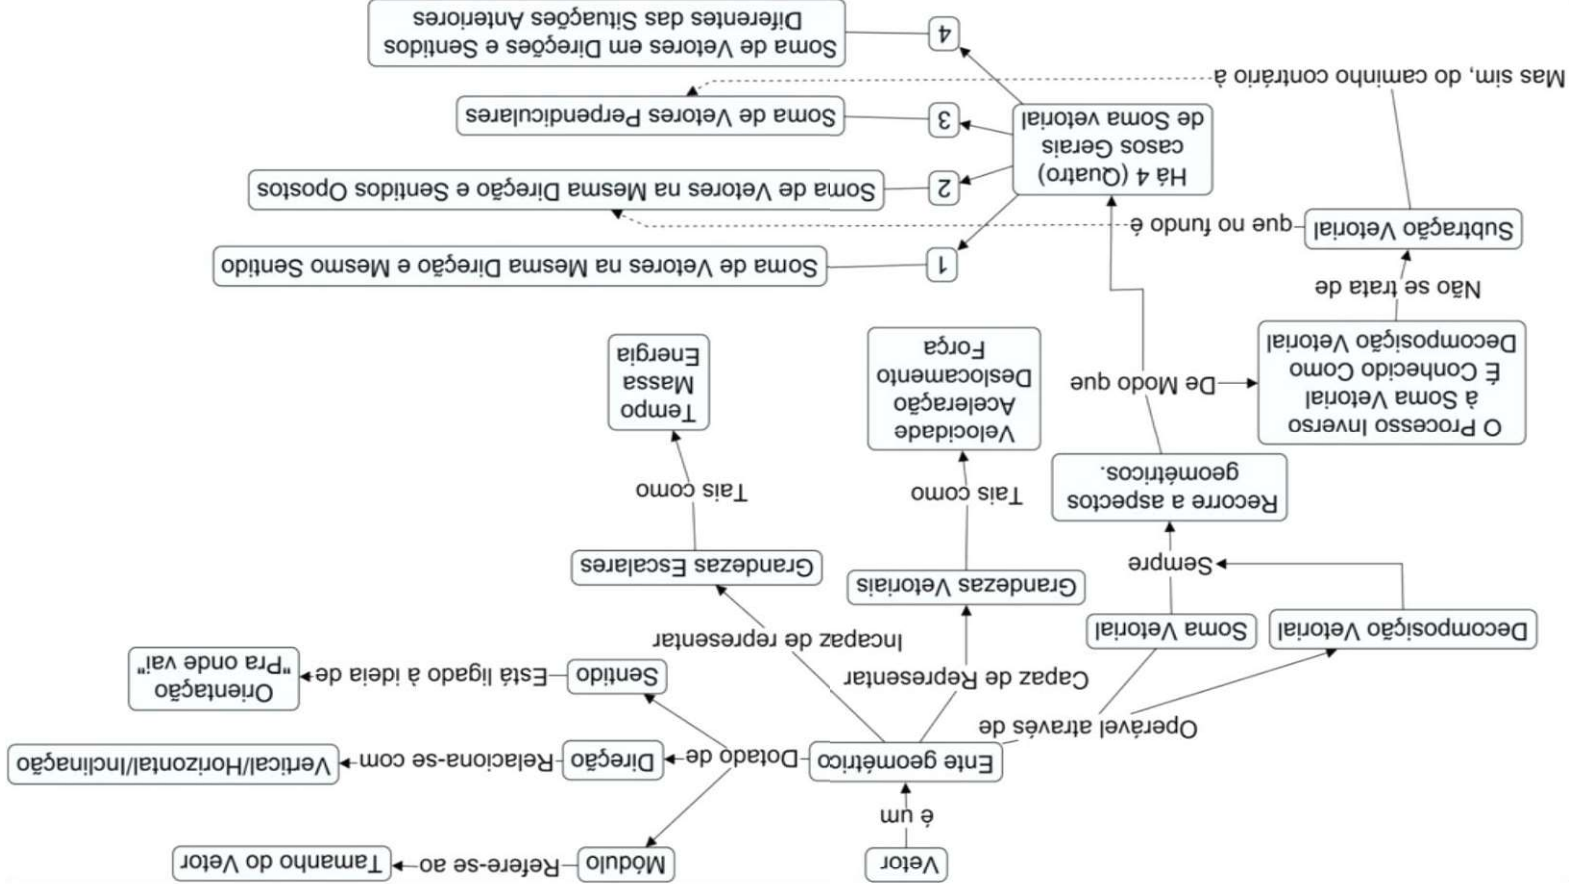 Vetor
é um
Ente geométrico
Dotado de
Módulo
Refere-se ao
Tamanho do Vetor
Direção
Relaciona-se com
Vertical/Horizontal/Inclinação
Sentido
Está ligado à ideia de
Orientação
"Pra onde vai"
Operável através de
Capaz de Representar
Incapaz de representar
Decomposição Vetorial
Soma Vetorial
Grandezas Vetoriais
Grandezas Escalares
Sempre
Tais como
Tais como
Recorre a aspectos
geométricos.
Velocidade
Aceleração
Deslocamento
Força
Tempo
Massa
Energia
De Modo que
O Processo Inverso
à Soma Vetorial
É Conhecido Como
Decomposição Vetorial
Não se trata de
Subtração Vetorial
que no fundo é
Mas, sim, do caminho contrário à
Há 4 (Quatro)
casos Gerais
de Soma vetorial
1
Soma de Vetores na Mesma Direção e Mesmo Sentido
2
Soma de Vetores na Mesma Direção e Sentidos Opostos
3
Soma de Vetores Perpendiculares
4
Soma de Vetores em Direções e Sentidos
Diferentes das Situações Anteriores